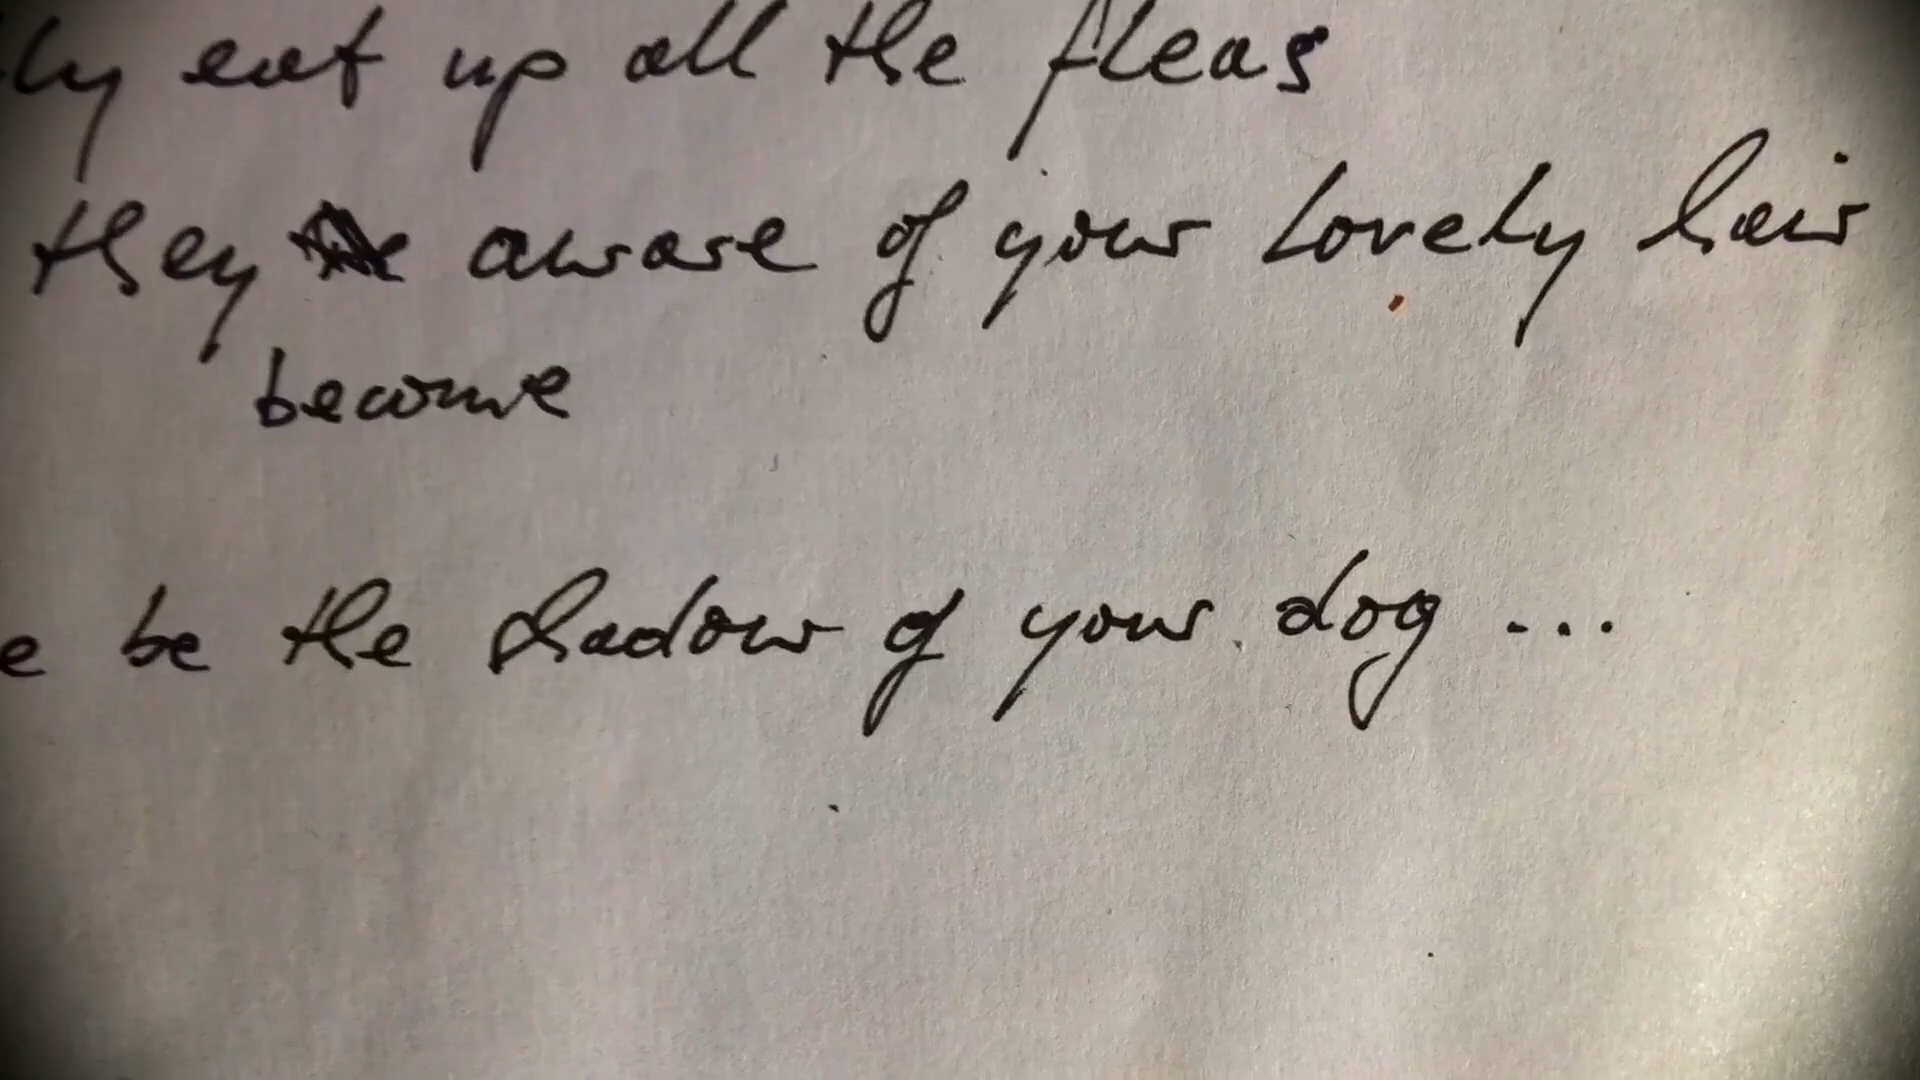 ly eat up all the fleas
they aware of your lovely hair
become
e be the shadow of your dog ...